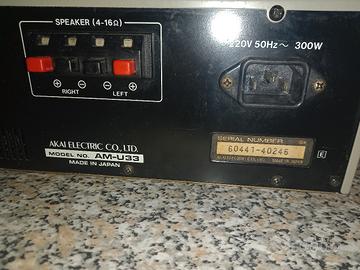 SPEAKER (4-16Ω)
⊕ ⊖ ⊖ ⊕
RIGHT LEFT
~220V 50Hz~ 300W
AKAI ELECTRIC CO., LTD.
MODEL NO. AM-U33
MADE IN JAPAN
SERIAL NUMBER
60441-40246